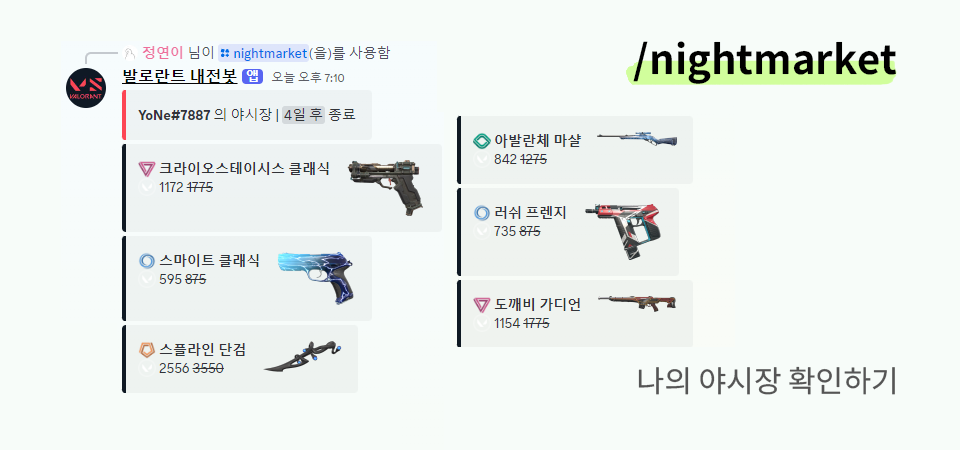 /nightmarket
정연이 님이 nightmarket(을)를 사용함
VALORANT
발로란트 내전봇 앱 오늘 오후 7:10
YoNe#7887 의 야시장 | 4일 후 종료
크라이오스테이시스 클래식
1172 1775
스마이트 클래식
595 875
스플라인 단검
2556 3550
아발란체 마샬
842 1275
러쉬 프렌지
735 875
도깨비 가디언
1154 1775
나의 야시장 확인하기